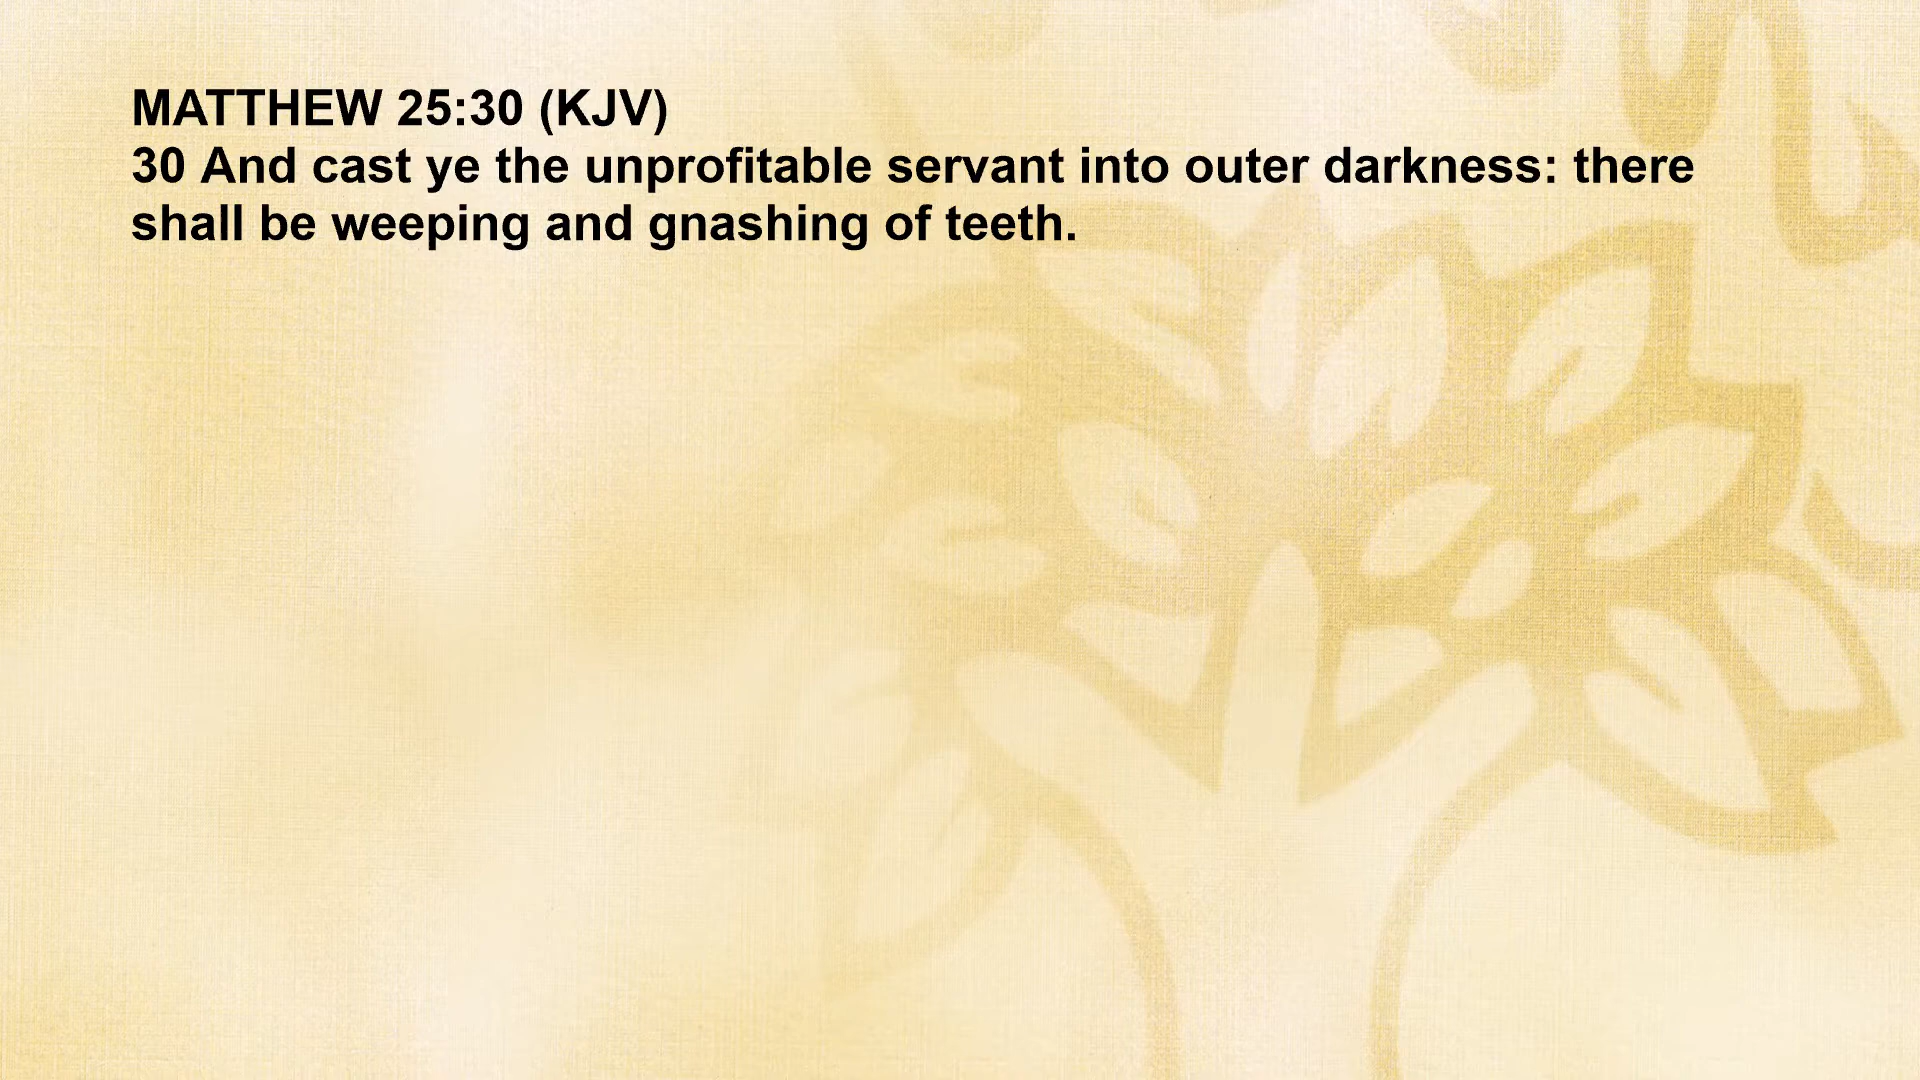 MATTHEW 25:30 (KJV)
30 And cast ye the unprofitable servant into outer darkness: there
shall be weeping and gnashing of teeth.